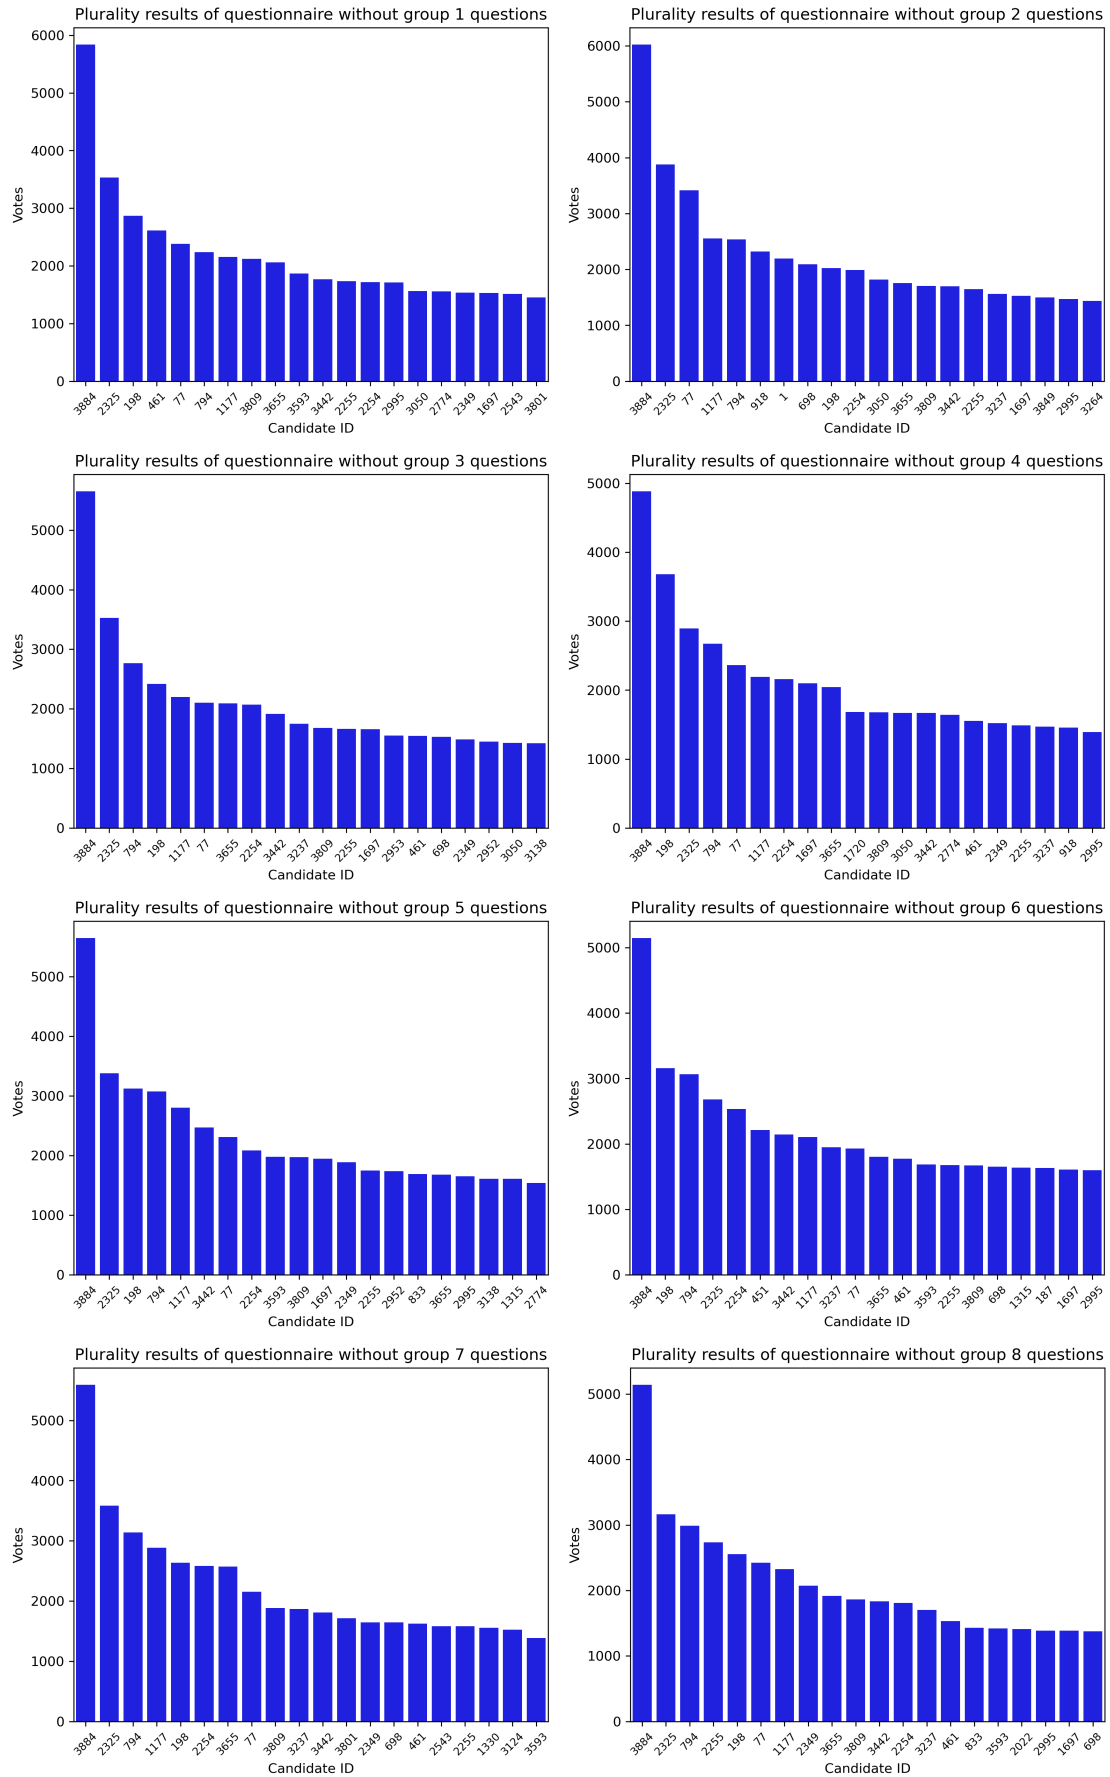 Plurality results of questionnaire without group 1 questions
Votes
6000
5000
4000
3000
2000
1000
0
3884 2325 198 461 77 794 1177 3809 3655 3593 3442 2255 2254 2995 3050 2774 2349 1697 2543 3801
Candidate ID
Plurality results of questionnaire without group 2 questions
Votes
6000
5000
4000
3000
2000
1000
0
3884 2325 77 1177 794 918 1 698 198 2254 3050 3655 3809 3442 2255 3237 1697 3849 2995 3264
Candidate ID
Plurality results of questionnaire without group 3 questions
Votes
5000
4000
3000
2000
1000
0
3884 2325 794 198 1177 77 3655 2254 3442 3237 3809 2255 1697 2953 461 698 2349 2952 3050 3138
Candidate ID
Plurality results of questionnaire without group 4 questions
Votes
5000
4000
3000
2000
1000
0
3884 198 2325 794 77 1177 2254 1697 3655 1720 3809 3050 3442 2774 461 2349 2255 3237 918 2995
Candidate ID
Plurality results of questionnaire without group 5 questions
Votes
5000
4000
3000
2000
1000
0
3884 2325 198 794 1177 3442 77 2254 3593 3809 1697 2349 2255 2952 833 3655 2995 3138 1315 2774
Candidate ID
Plurality results of questionnaire without group 6 questions
Votes
5000
4000
3000
2000
1000
0
3884 198 794 2325 2254 451 3442 1177 3237 77 3655 461 3593 2255 3809 698 1315 187 1697 2995
Candidate ID
Plurality results of questionnaire without group 7 questions
Votes
5000
4000
3000
2000
1000
0
3884 2325 794 1177 198 2254 3655 77 3809 3237 3442 3801 2349 698 461 2543 2255 1330 3124 3593
Candidate ID
Plurality results of questionnaire without group 8 questions
Votes
5000
4000
3000
2000
1000
0
3884 2325 794 2255 198 77 1177 2349 3655 3809 3442 2254 3237 461 833 3593 2022 2995 1697 698
Candidate ID